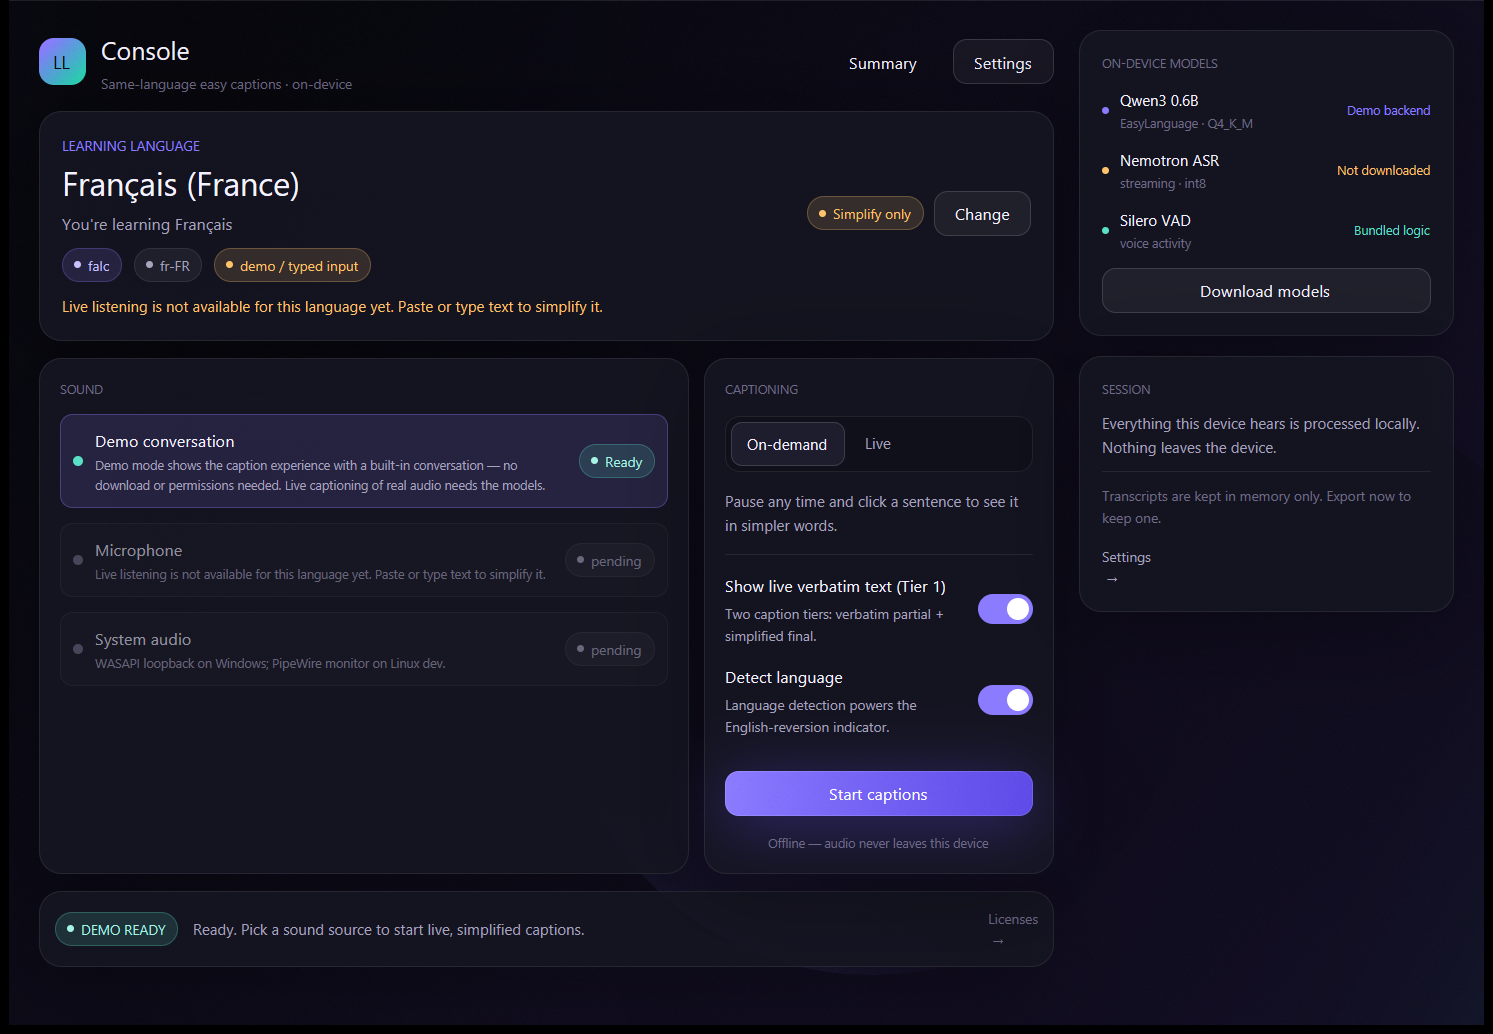 LL
Console
Same-language easy captions · on-device
Summary
Settings
LEARNING LANGUAGE
Français (France)
You're learning Français
falc
fr-FR
demo / typed input
Live listening is not available for this language yet. Paste or type text to simplify it.
Simplify only
Change
SOUND
Demo conversation
Demo mode shows the caption experience with a built-in conversation — no
download or permissions needed. Live captioning of real audio needs the models.
Ready
Microphone
Live listening is not available for this language yet. Paste or type text to simplify it.
pending
System audio
WASAPI loopback on Windows; PipeWire monitor on Linux dev.
pending
CAPTIONING
On-demand
Live
Pause any time and click a sentence to see it
in simpler words.
Show live verbatim text (Tier 1)
Two caption tiers: verbatim partial +
simplified final.
Detect language
Language detection powers the
English-reversion indicator.
Start captions
Offline — audio never leaves this device
DEMO READY
Ready. Pick a sound source to start live, simplified captions.
Licenses
→
ON-DEVICE MODELS
Qwen3 0.6B
EasyLanguage · Q4_K_M
Demo backend
Nemotron ASR
streaming · int8
Not downloaded
Silero VAD
voice activity
Bundled logic
Download models
SESSION
Everything this device hears is processed locally.
Nothing leaves the device.
Transcripts are kept in memory only. Export now to
keep one.
Settings
→